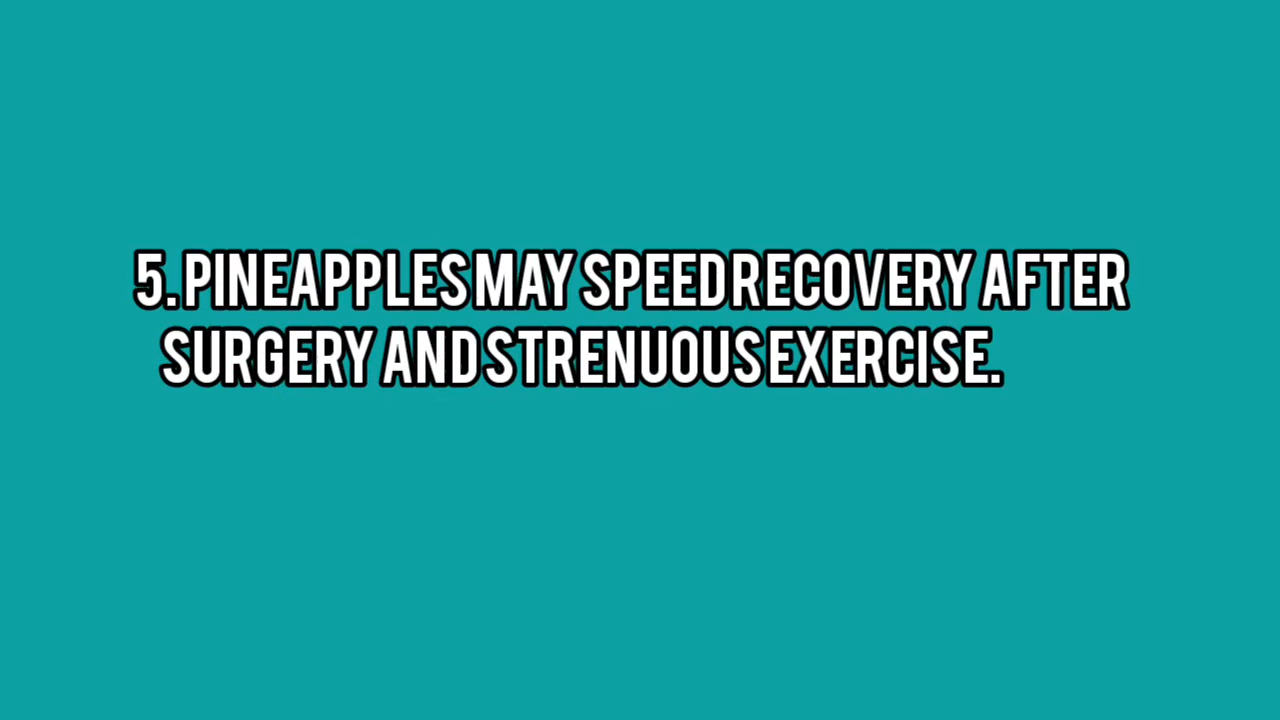 5. PINEAPPLES MAY SPEED RECOVERY AFTER
SURGERY AND STRENUOUS EXERCISE.